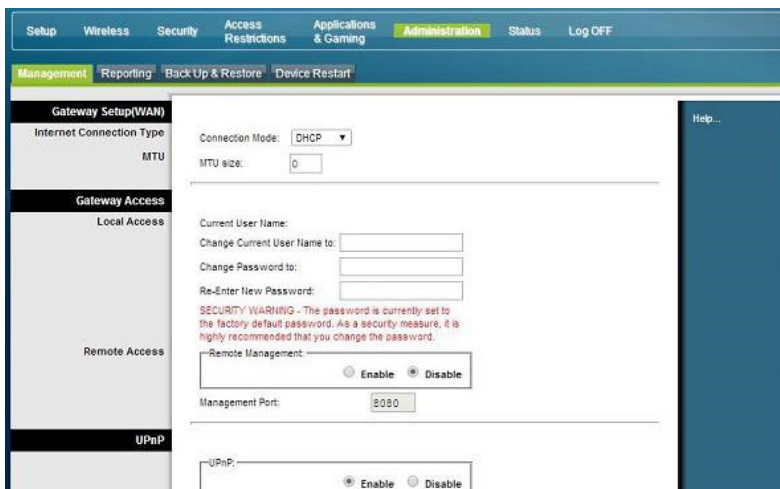 Setup Wireless Security Access Restrictions Applications & Gaming Administration Status Log OFF
Management Reporting Back Up & Restore Device Restart
Gateway Setup(WAN)
Help...
Internet Connection Type
Connection Mode: DHCP
MTU
MTU size: 0
Gateway Access
Local Access
Current User Name:
Change Current User Name to:
Change Password to:
Re-Enter New Password:
SECURITY WARNING - The password is currently set to
the factory default password. As a security measure, it is
highly recommended that you change the password.
Remote Access
Remote Management:
Enable Disable
Management Port: 8080
UPnP
UPnP:
Enable Disable